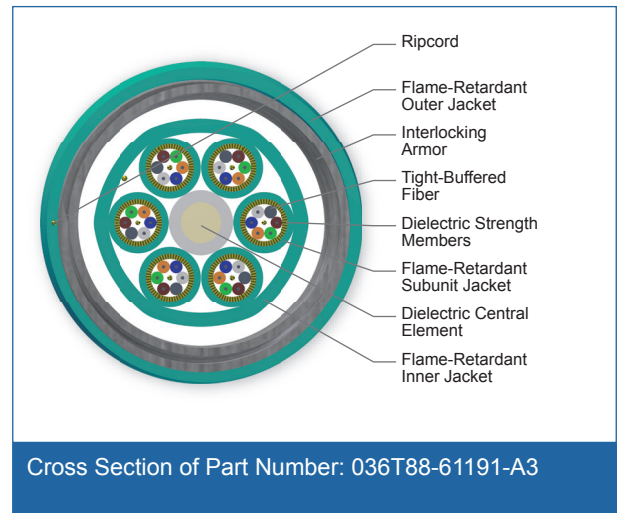 Ripcord
Flame-Retardant
Outer Jacket
Interlocking
Armor
Tight-Buffered
Fiber
Dielectric Strength
Members
Flame-Retardant
Subunit Jacket
Dielectric Central
Element
Flame-Retardant
Inner Jacket
Cross Section of Part Number: 036T88-61191-A3